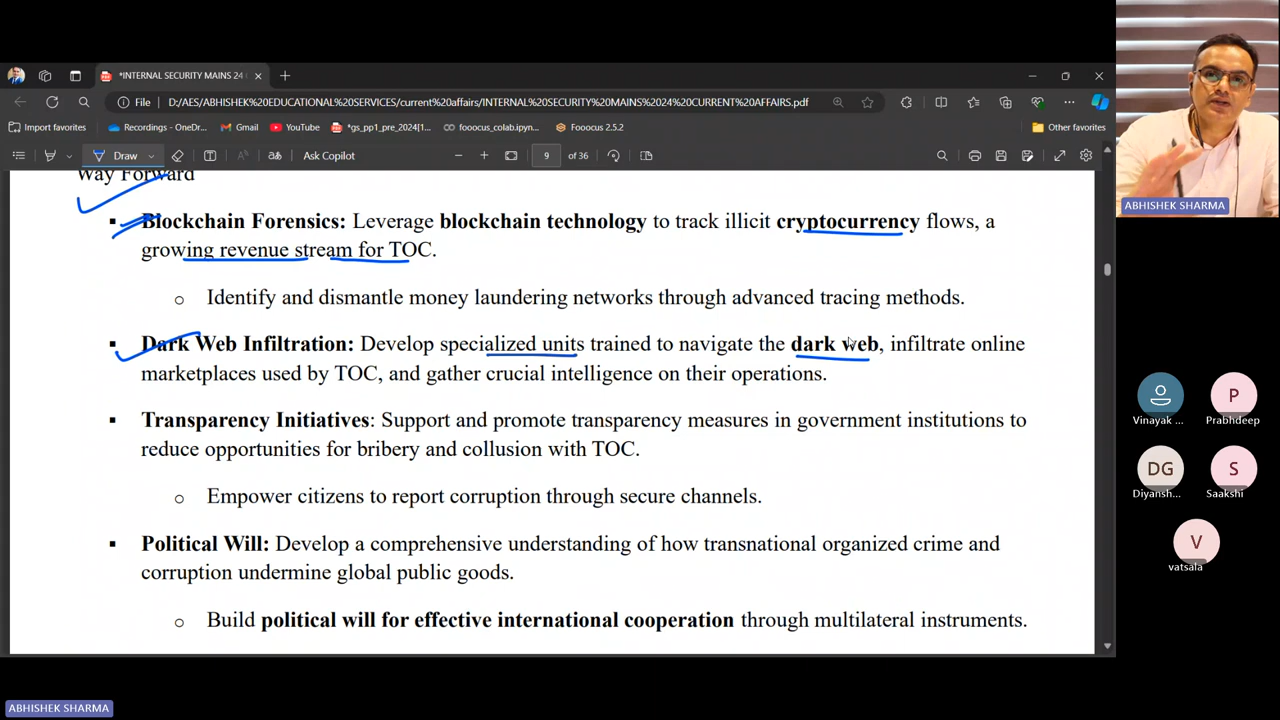 *INTERNAL SECURITY MAINS 24
File
D:/AES/ABHISHEK%20EDUCATIONAL%20SERVICES/current%20affairs/INTERNAL%20SECURITY%20MAINS%202024%20CURRENT%20AFFAIRS.pdf
Import favorites
Recordings - OneDr...
Gmail
YouTube
*gs_pp1_pre_2024[1...
fooocus_colab.ipyn...
Fooocus 2.5.2
Other favorites
Draw
Ask Copilot
9 of 36
Way Forward
▪ Blockchain Forensics: Leverage blockchain technology to track illicit cryptocurrency flows, a
growing revenue stream for TOC.
o Identify and dismantle money laundering networks through advanced tracing methods.
▪ Dark Web Infiltration: Develop specialized units trained to navigate the dark web, infiltrate online
marketplaces used by TOC, and gather crucial intelligence on their operations.
▪ Transparency Initiatives: Support and promote transparency measures in government institutions to
reduce opportunities for bribery and collusion with TOC.
o Empower citizens to report corruption through secure channels.
▪ Political Will: Develop a comprehensive understanding of how transnational organized crime and
corruption undermine global public goods.
o Build political will for effective international cooperation through multilateral instruments.
ABHISHEK SHARMA
Vinayak ...
P
Prabhdeep
DG
Diyansh...
S
Saakshi
V
vatsala
ABHISHEK SHARMA